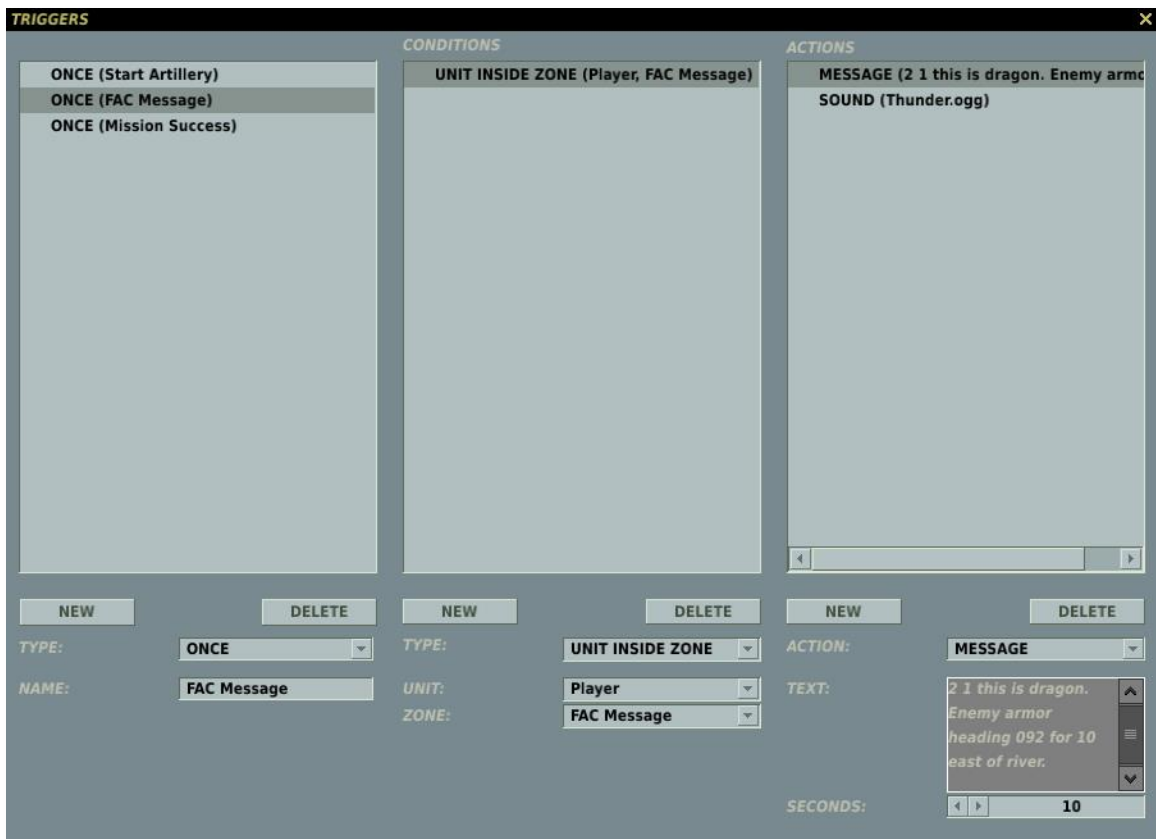 TRIGGERS
CONDITIONS
ACTIONS
ONCE (Start Artillery)
ONCE (FAC Message)
ONCE (Mission Success)
UNIT INSIDE ZONE (Player, FAC Message)
MESSAGE (2 1 this is dragon. Enemy armo
SOUND (Thunder.ogg)
NEW
DELETE
NEW
DELETE
NEW
DELETE
TYPE:
ONCE
NAME:
FAC Message
TYPE:
UNIT INSIDE ZONE
UNIT:
Player
ZONE:
FAC Message
ACTION:
MESSAGE
TEXT:
2 1 this is dragon.
Enemy armor
heading 092 for 10
east of river.
SECONDS:
10